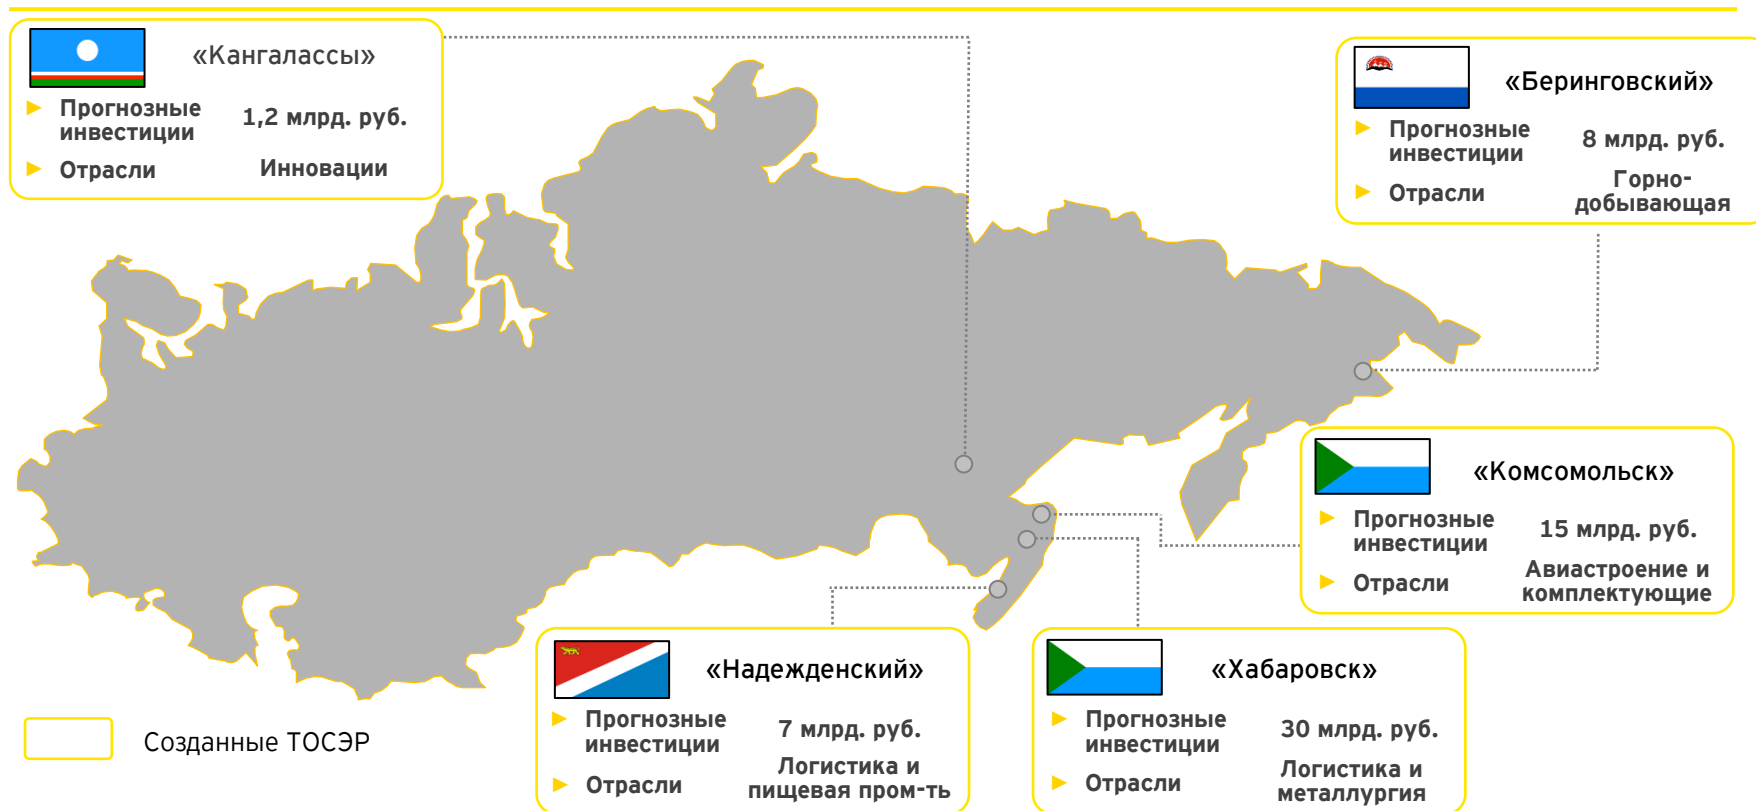 «Кангалассы»
Прогнозные
инвестиции
1,2 млрд. руб.
Отрасли
Инновации
«Беринговский»
Прогнозные
инвестиции
8 млрд. руб.
Отрасли
Горно-
добывающая
«Комсомольск»
Прогнозные
инвестиции
15 млрд. руб.
Отрасли
Авиастроение и
комплектующие
«Надежденский»
Прогнозные
инвестиции
7 млрд. руб.
Отрасли
Логистика и
пищевая пром-ть
«Хабаровск»
Прогнозные
инвестиции
30 млрд. руб.
Отрасли
Логистика и
металлургия
Созданные ТОСЭР